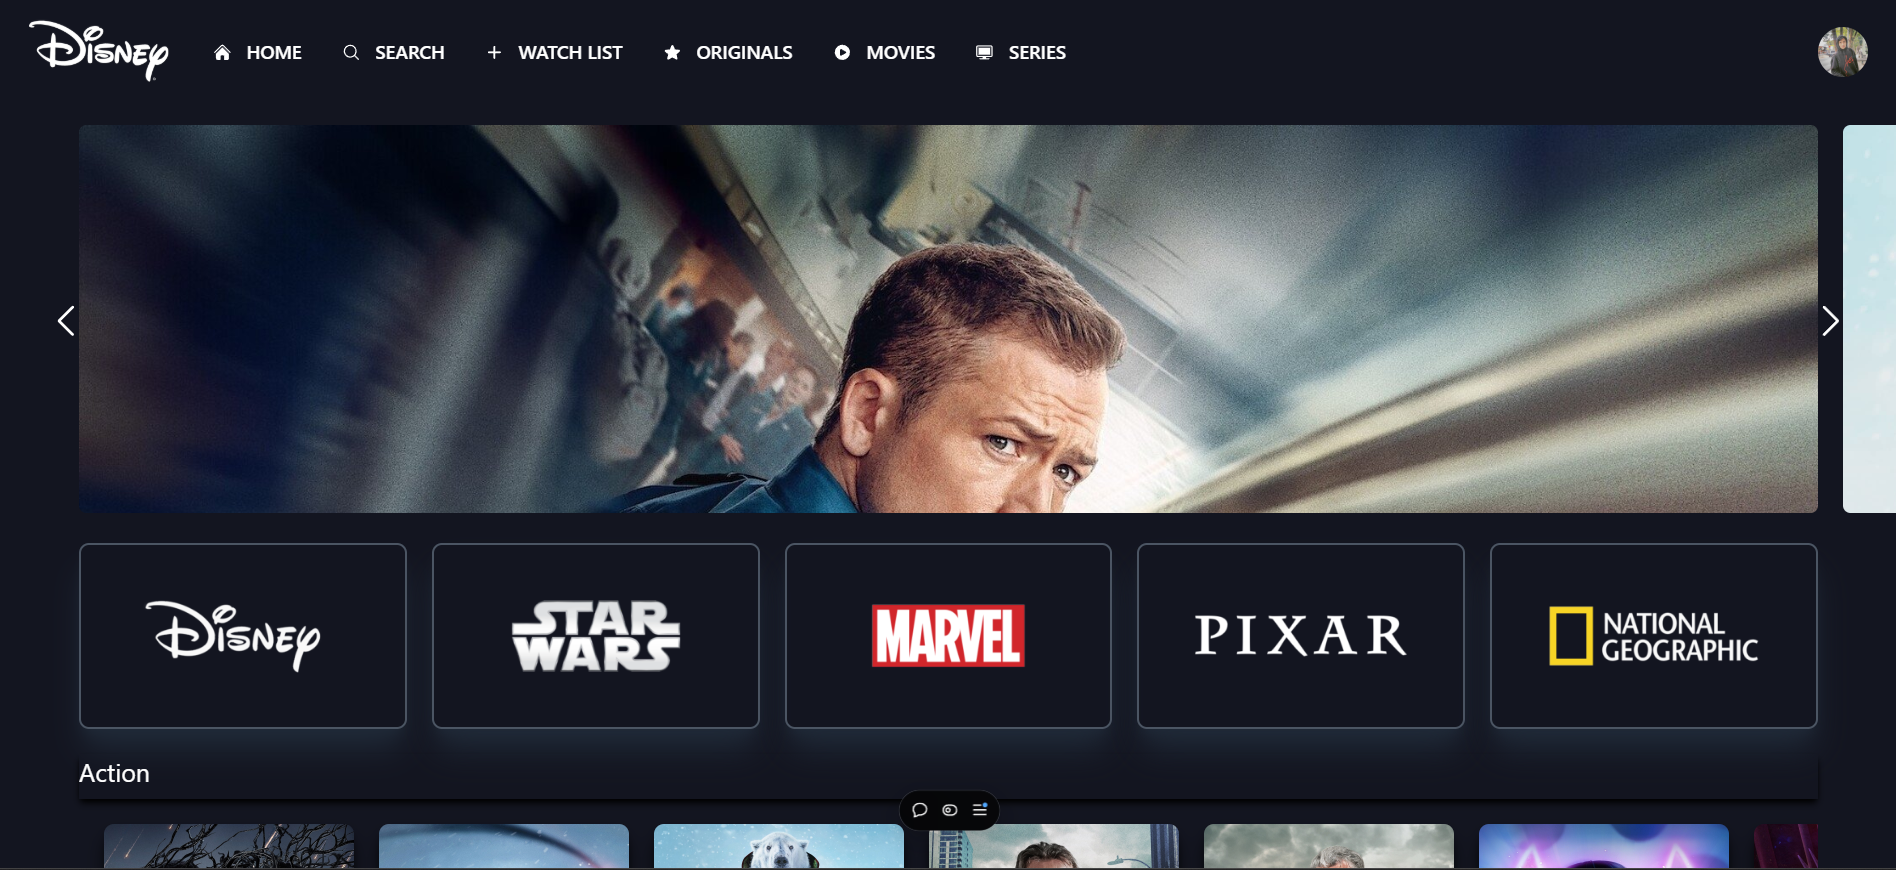 Disney
HOME
SEARCH
WATCH LIST
ORIGINALS
MOVIES
SERIES
Disney
STAR
WARS
MARVEL
PIXAR
NATIONAL
GEOGRAPHIC
Action